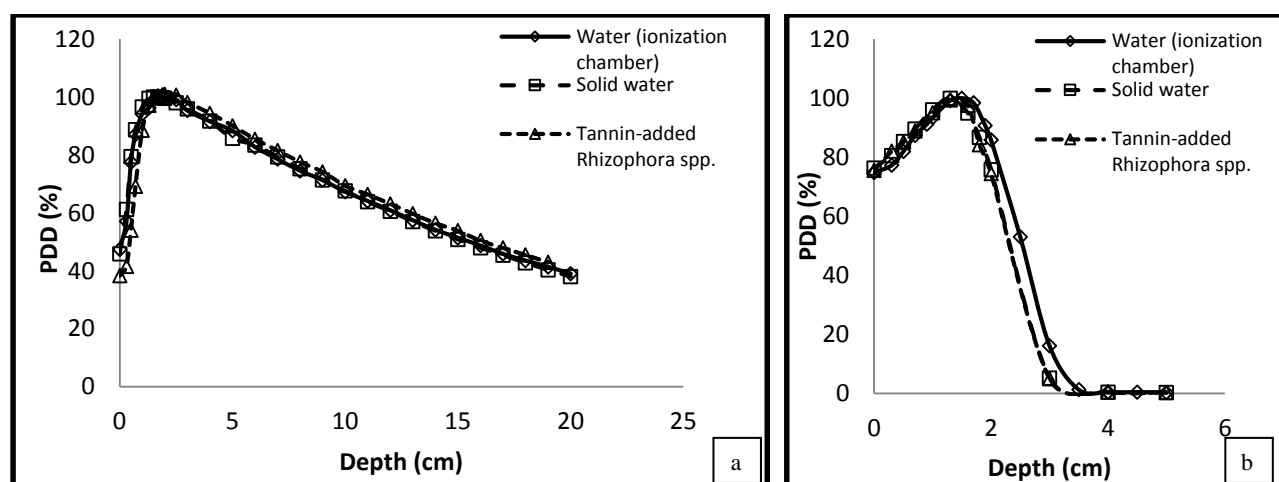 120
100
80
60
40
20
0
PDD (%)
0 5 10 15 20 25
Depth (cm)
Water (ionization
chamber)
Solid water
Tannin-added
Rhizophora spp.
a
120
100
80
60
40
20
0
PDD (%)
0 2 4 6
Depth (cm)
Water (ionization
chamber)
Solid water
Tannin-added
Rhizophora spp.
b